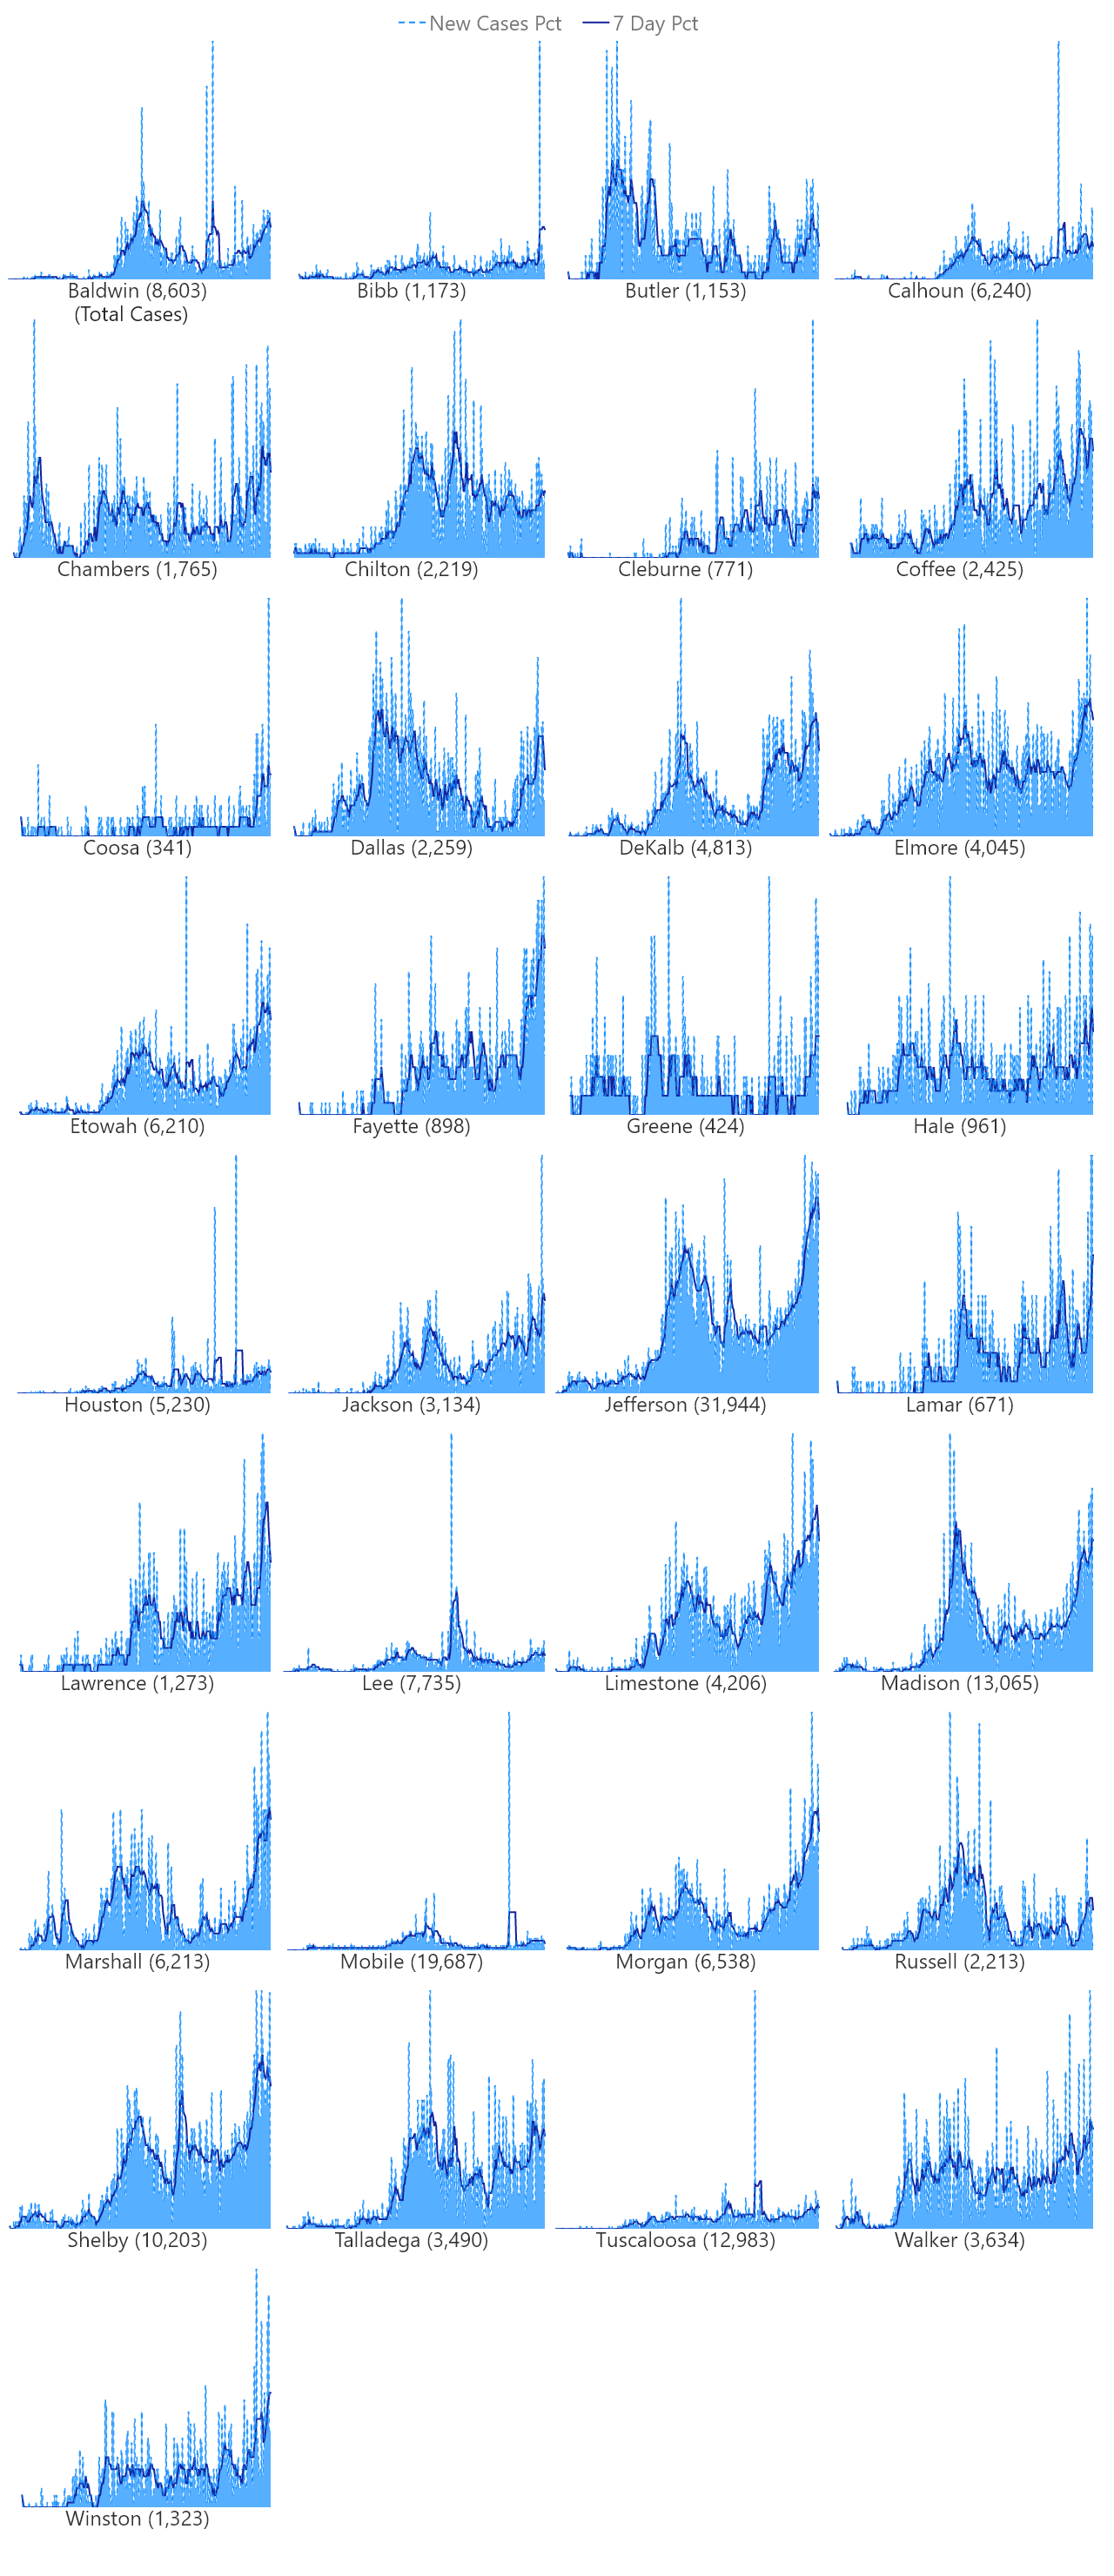 New Cases Pct 7 Day Pct
Baldwin (8,603) Bibb (1,173) Butler (1,153) Calhoun (6,240)
(Total Cases)
Chambers (1,765) Chilton (2,219) Cleburne (771) Coffee (2,425)
Coosa (341) Dallas (2,259) DeKalb (4,813) Elmore (4,045)
Etowah (6,210) Fayette (898) Greene (424) Hale (961)
Houston (5,230) Jackson (3,134) Jefferson (31,944) Lamar (671)
Lawrence (1,273) Lee (7,735) Limestone (4,206) Madison (13,065)
Marshall (6,213) Mobile (19,687) Morgan (6,538) Russell (2,213)
Shelby (10,203) Talladega (3,490) Tuscaloosa (12,983) Walker (3,634)
Winston (1,323)